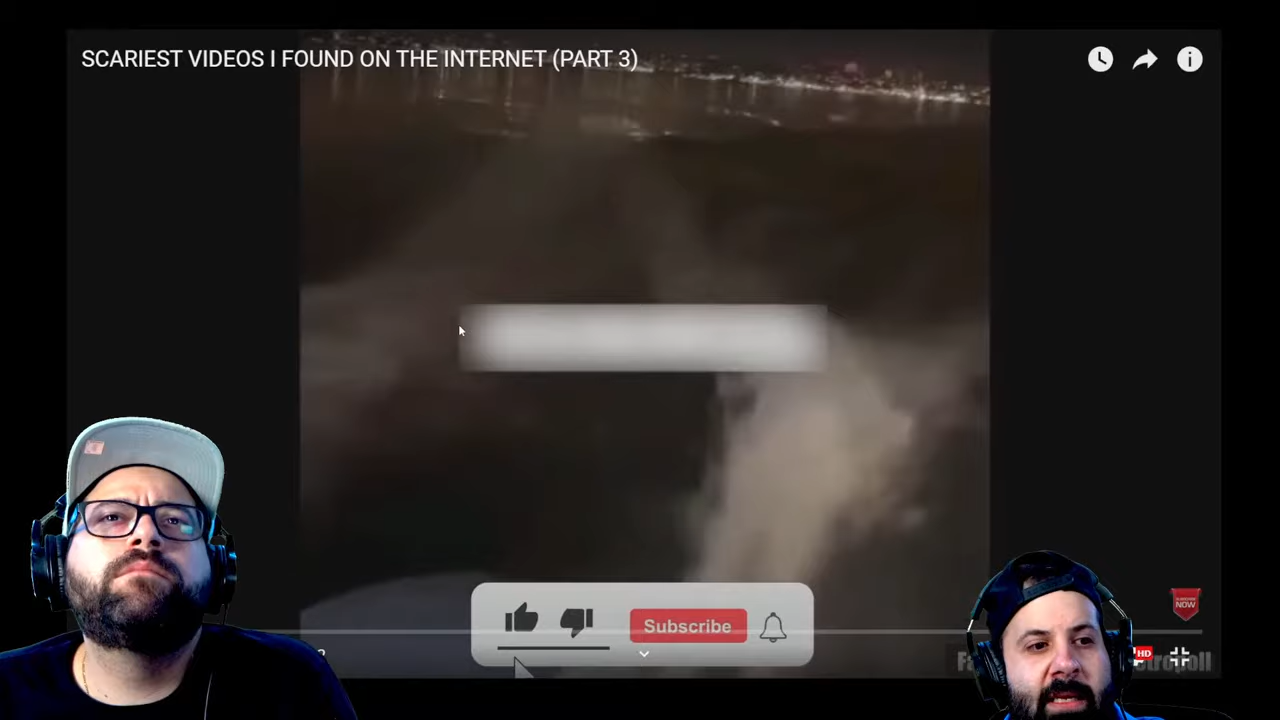 SCARIEST VIDEOS I FOUND ON THE INTERNET (PART 3)
Subscribe
NOW
HD